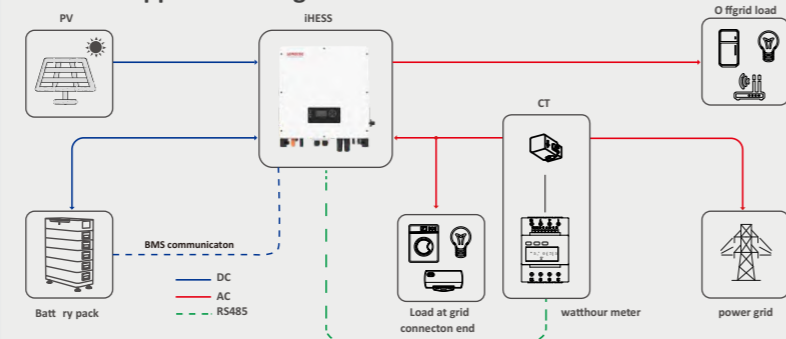 PV
iHESS
O ffgrid load
CT
BMS communicaton
DC
AC
RS485
Batt ry pack
Load at grid
connecton end
watthour meter
power grid